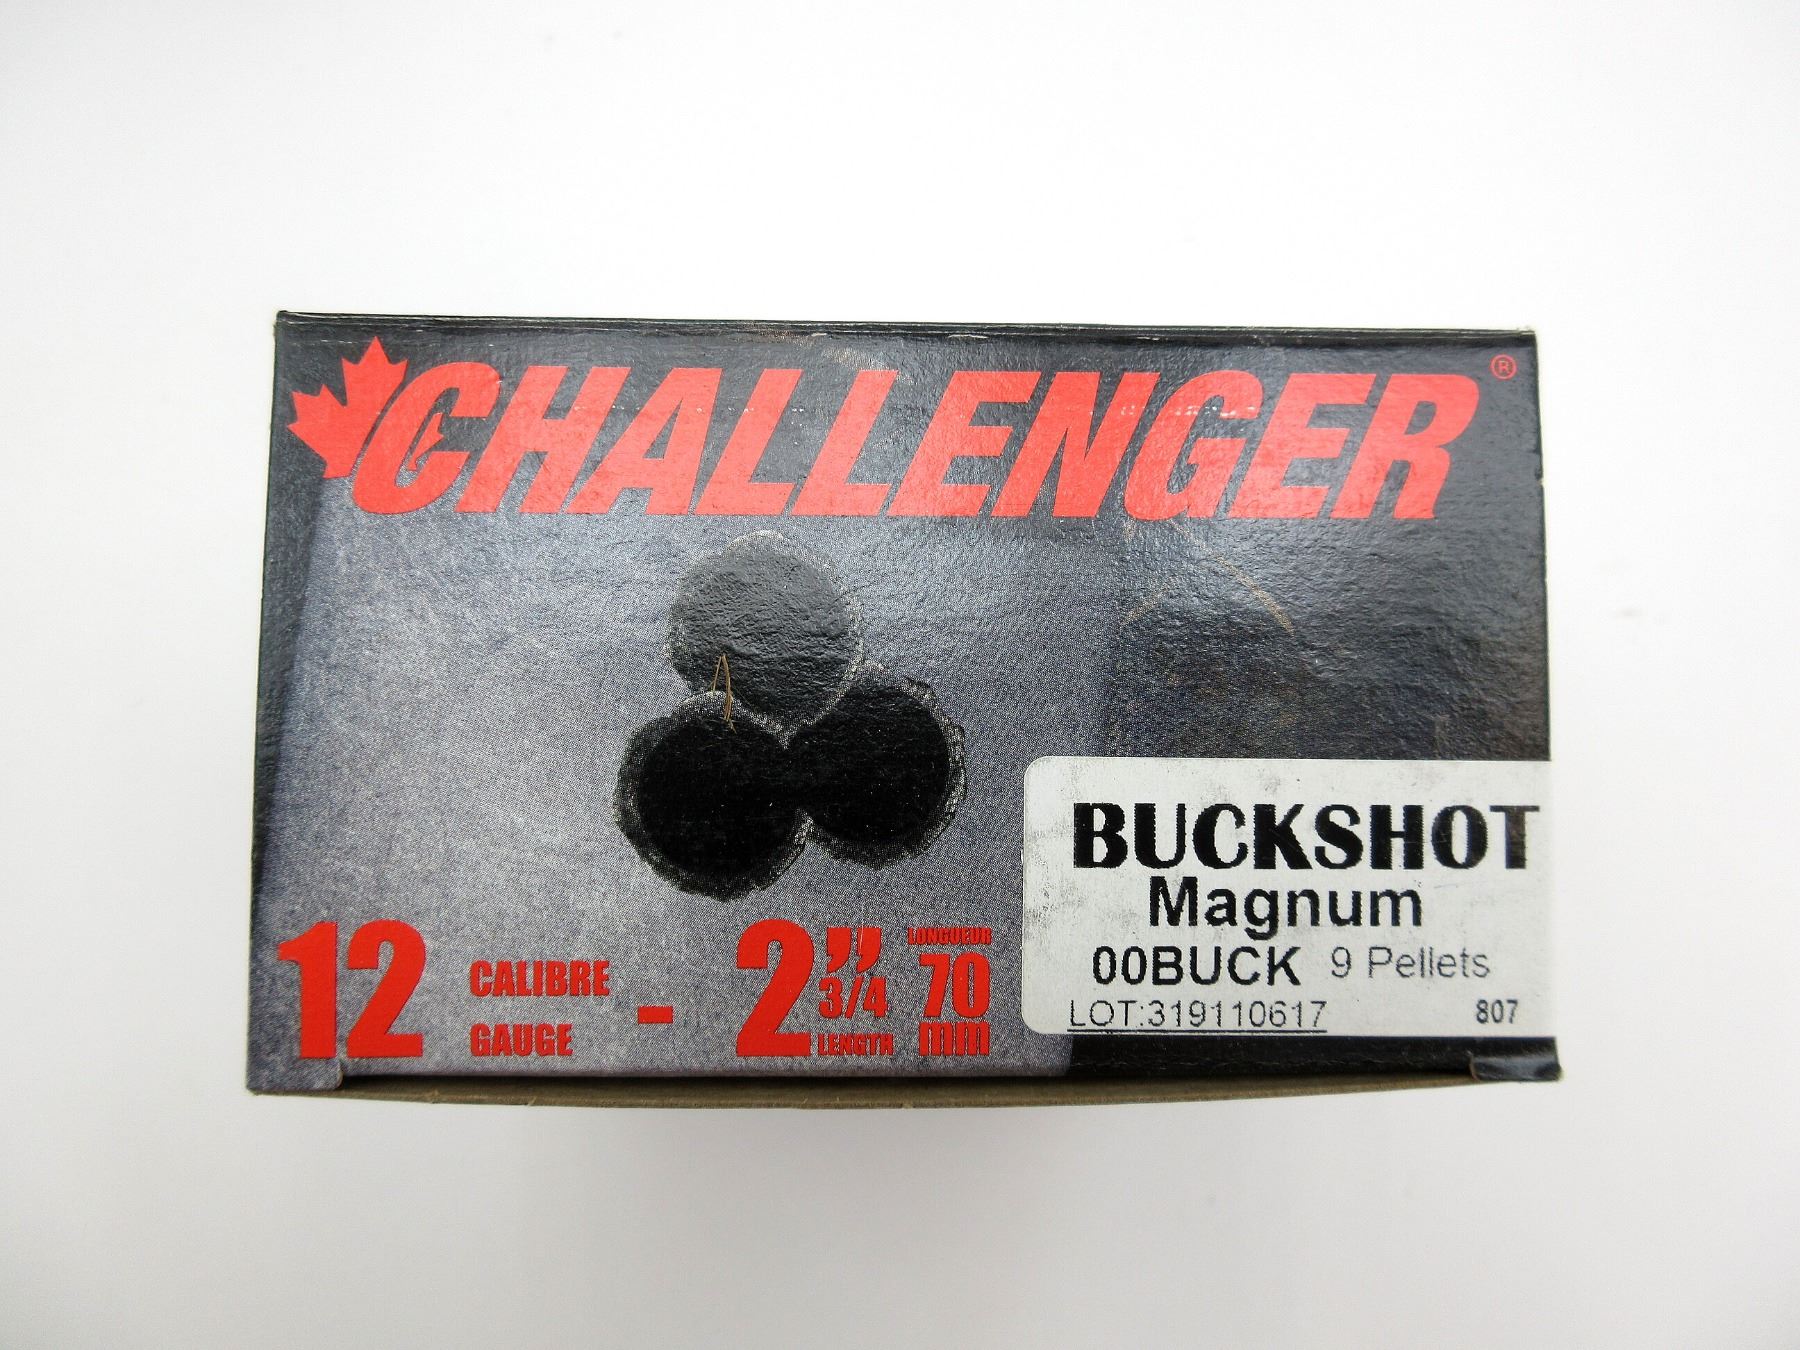 CHALLENGER ®
12 CALIBRE GAUGE - 2" 3/4 LENGTH LONGUEUR 70 mm
BUCKSHOT
Magnum
00BUCK 9 Pellets
LOT:319110617 807